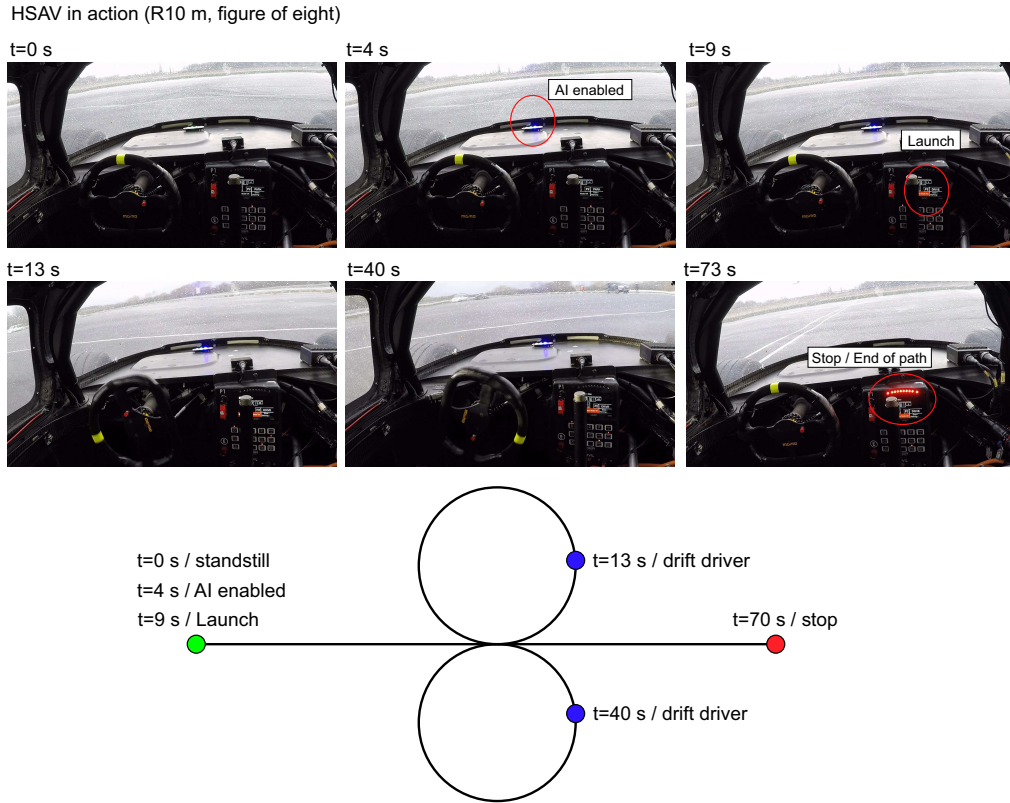 HSAV in action (R10 m, figure of eight)
t=0 s
t=4 s
t=9 s
AI enabled
Launch
t=13 s
t=40 s
t=73 s
Stop / End of path
t=0 s / standstill
t=4 s / AI enabled
t=9 s / Launch
t=13 s / drift driver
t=70 s / stop
t=40 s / drift driver